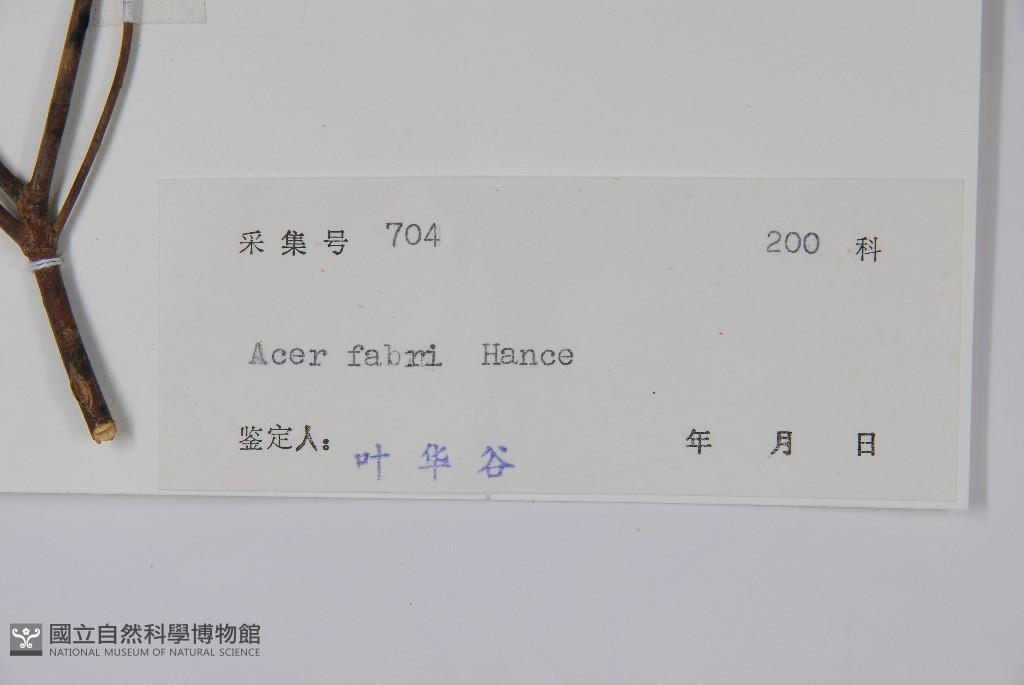 采集号 704 200 科
Acer fabri Hance
鉴定人: 叶华谷 年 月 日
國立自然科學博物館
NATIONAL MUSEUM OF NATURAL SCIENCE